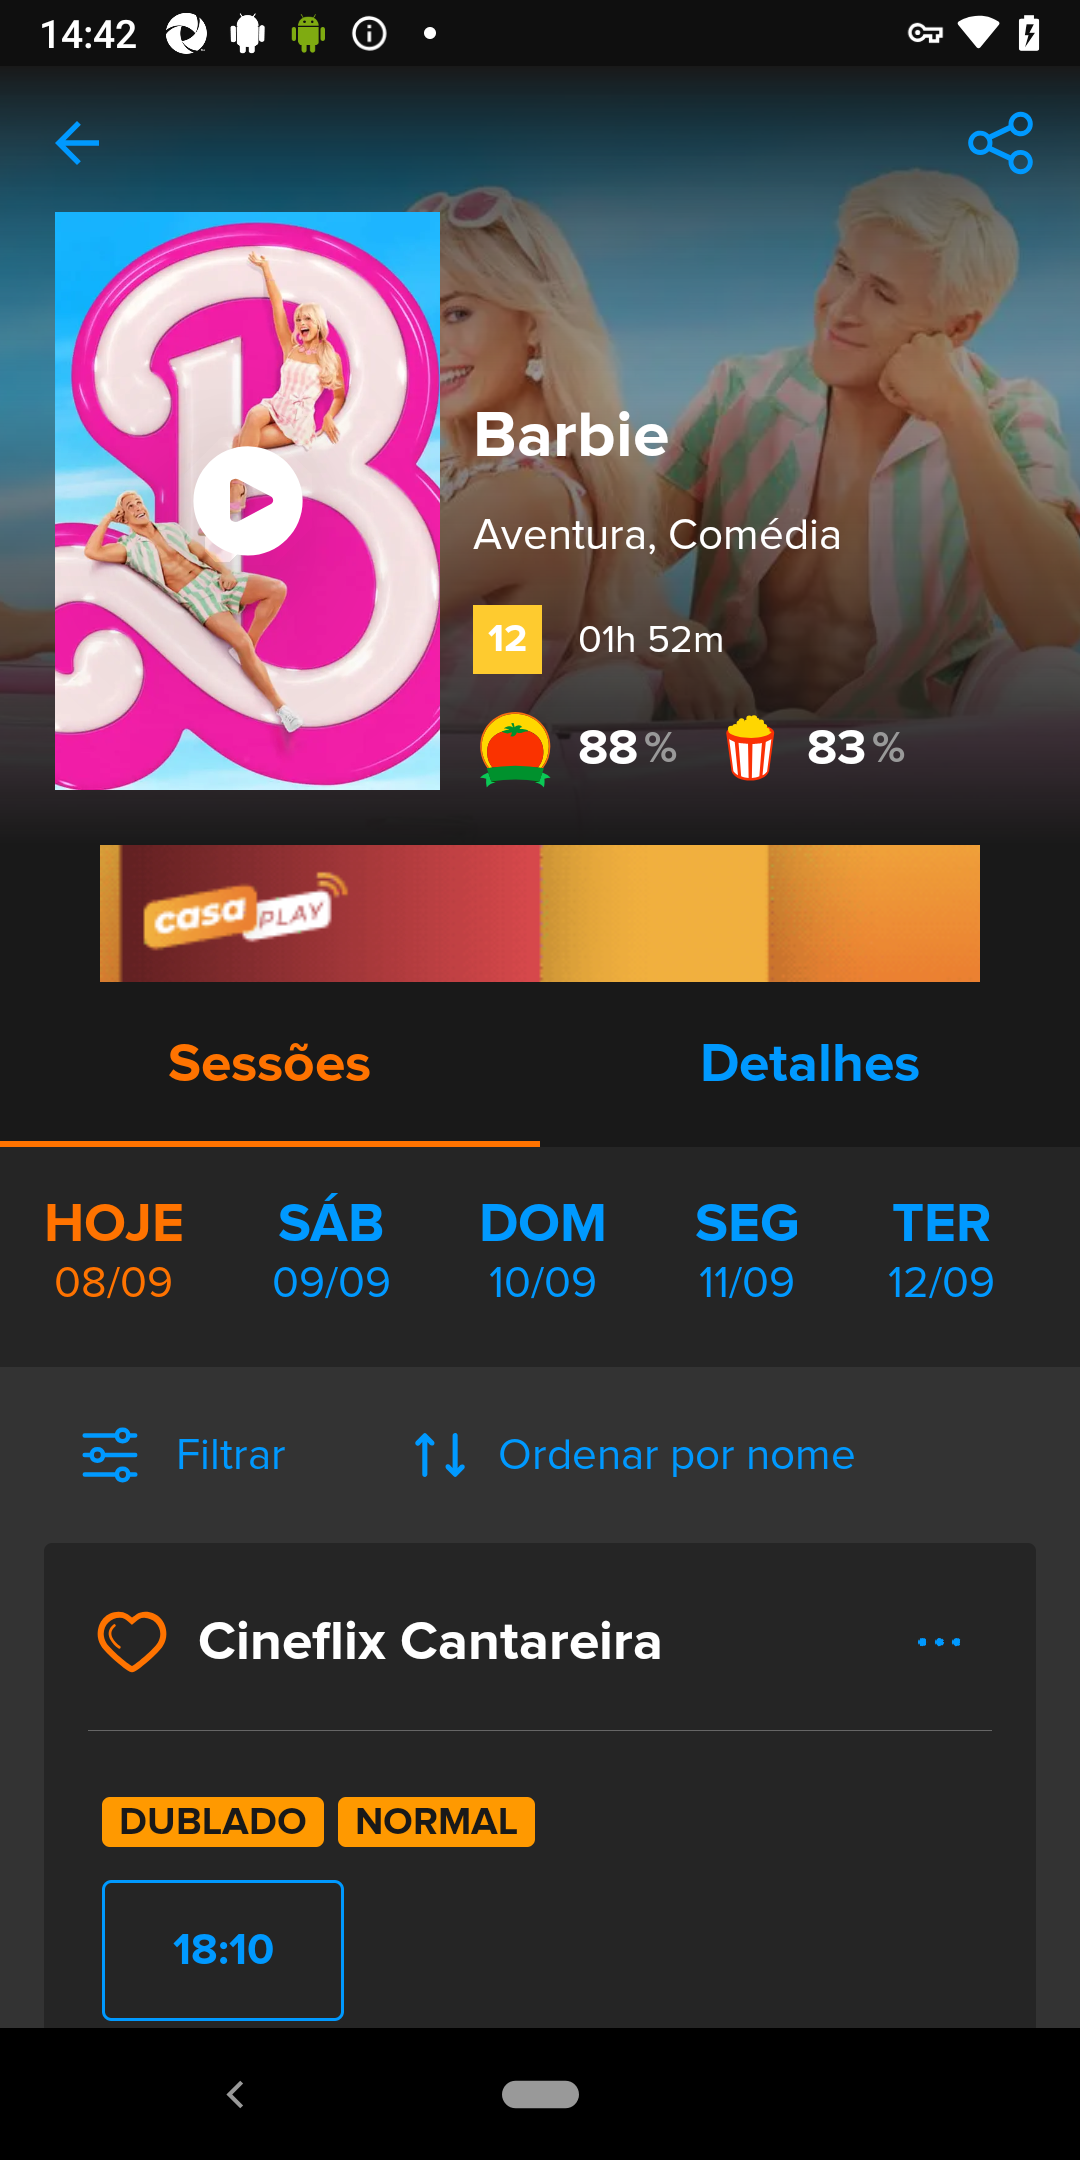 14:42
Barbie
Aventura, Comédia
12 01h 52m
88 % 83 %
casa PLAY
Sessões Detalhes
HOJE SÁB DOM SEG TER
08/09 09/09 10/09 11/09 12/09
Filtrar Ordenar por nome
Cineflix Cantareira
DUBLADO NORMAL
18:10